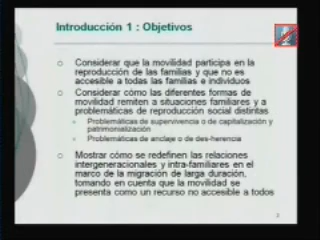 Introducción 1 : Objetivos
Considerar que la movilidad participa en la
reproducción de las familias y que no es
accesible a todas las familias e individuos
Considerar cómo las diferentes formas de
movilidad remiten a situaciones familiares y a
problemáticas de reproducción social distintas
Problemáticas de supervivencia o de capitalización y
patrimonialización
Problemáticas de anclaje o de des-herencia
Mostrar cómo se redefinen las relaciones
intergeneracionales y intra-familiares en el
marco de la migración de larga duración,
tomando en cuenta que la movilidad se
presenta como un recurso no accesible a todos